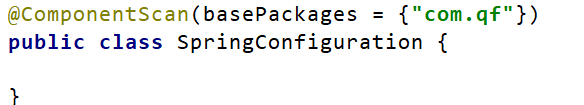 @ComponentScan(basePackages = {"com.qf"})
public class SpringConfiguration {
}